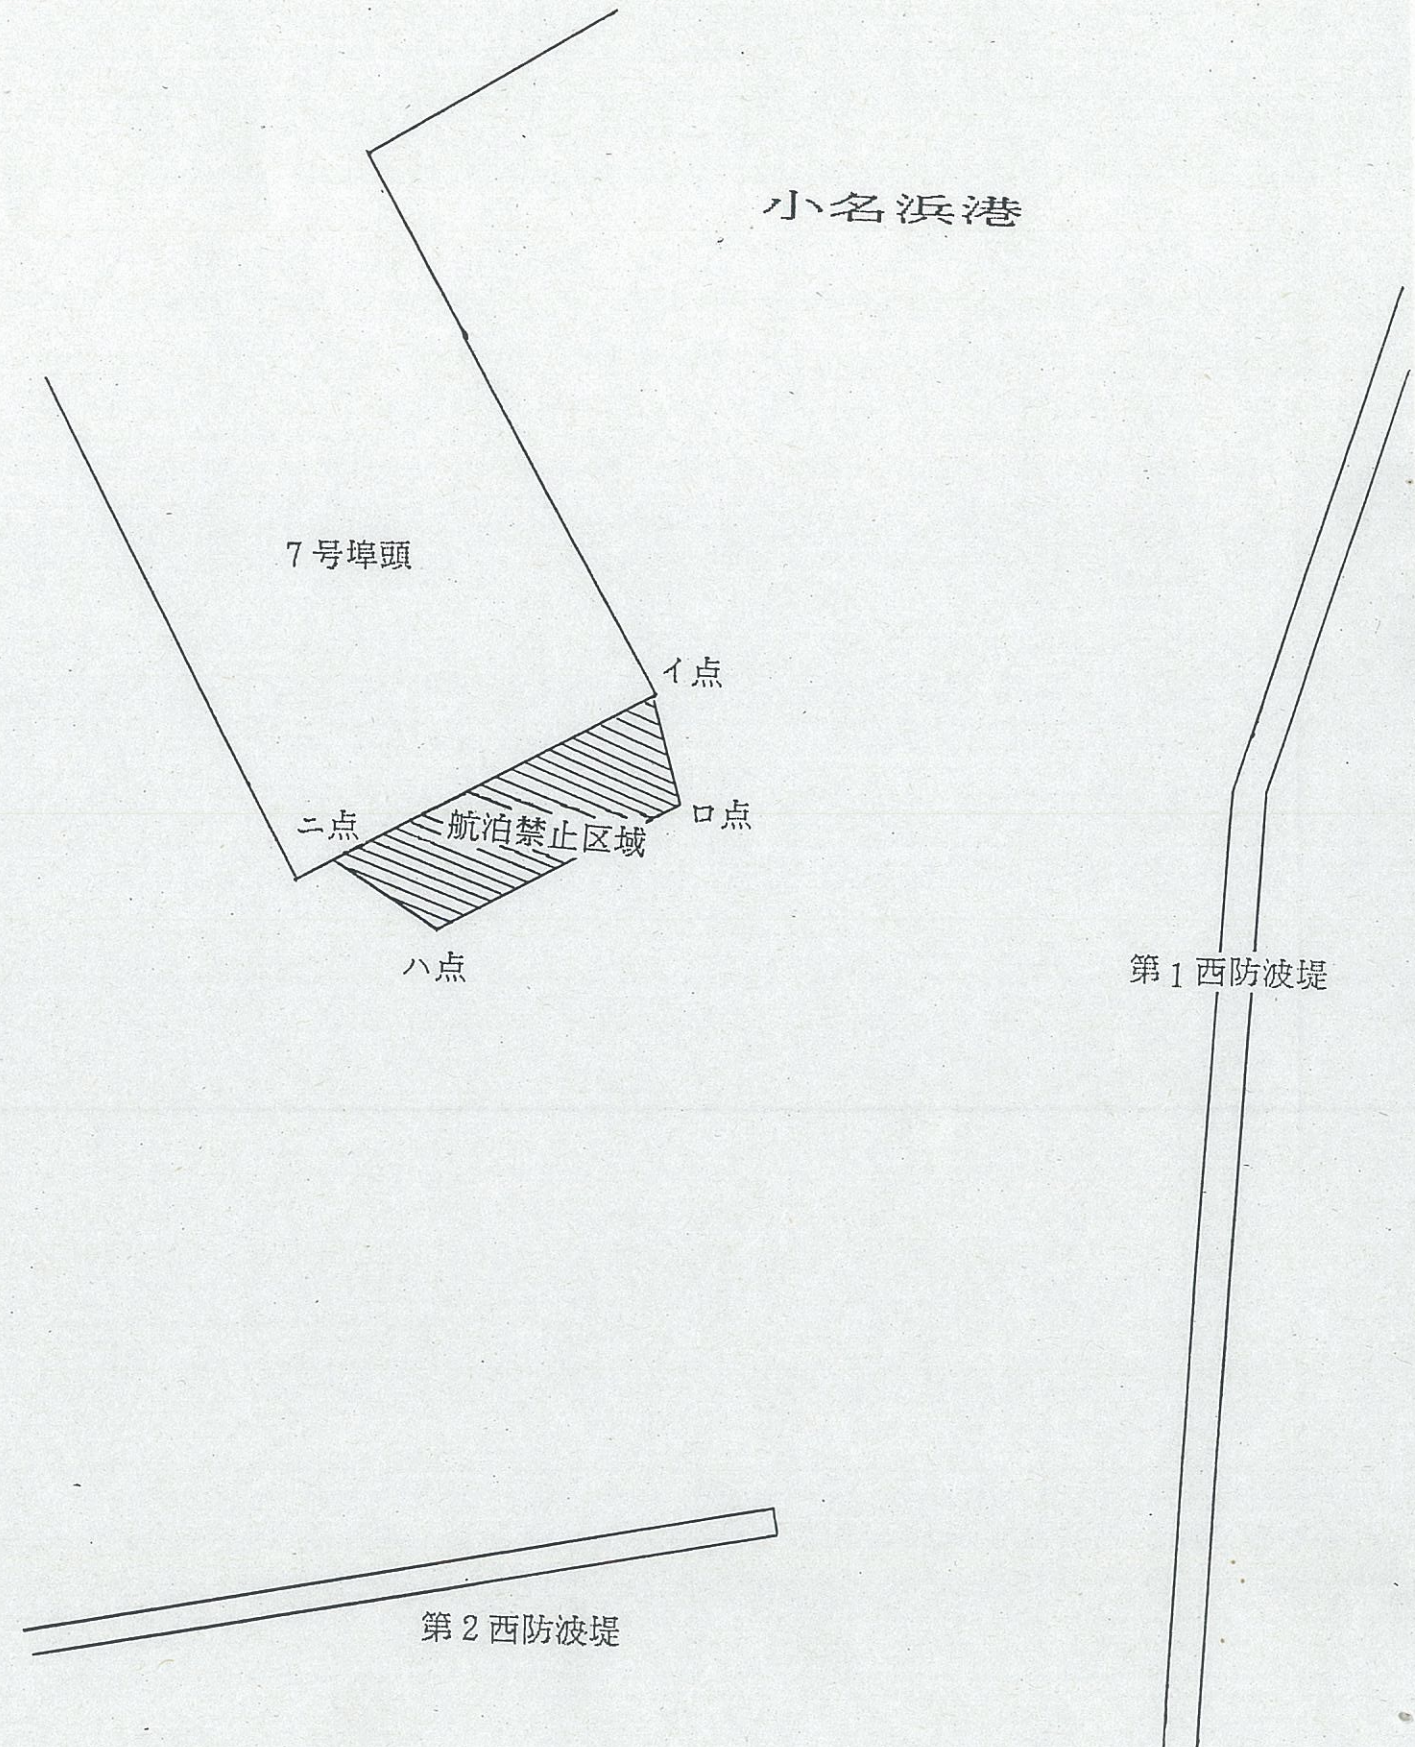 小名浜港
7号埠頭
イ点
ロ点
ニ点
航泊禁止区域
ハ点
第1西防波堤
第2西防波堤